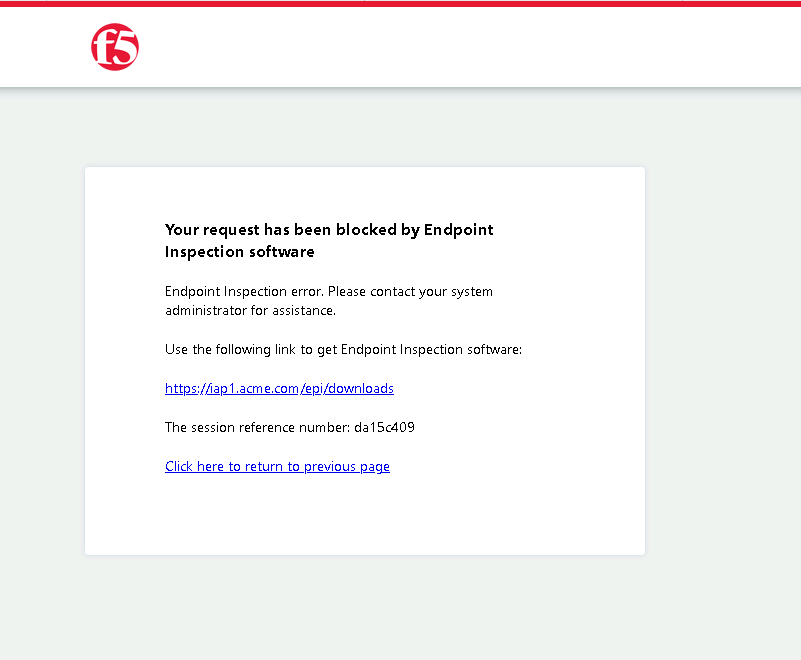 f5
Your request has been blocked by Endpoint
Inspection software
Endpoint Inspection error. Please contact your system
administrator for assistance.
Use the following link to get Endpoint Inspection software:
https://iap1.acme.com/epi/downloads
The session reference number: da15c409
Click here to return to previous page